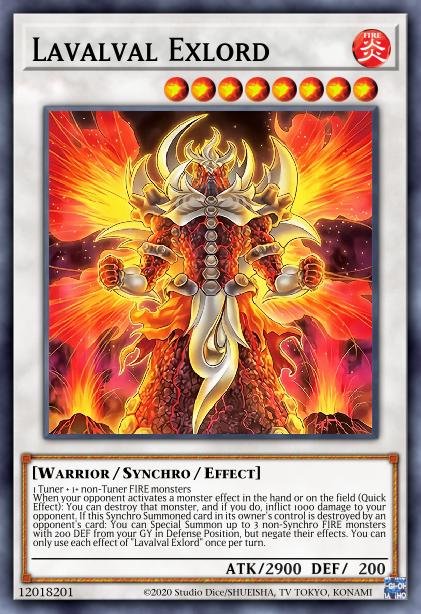 LAVALVAL EXLORD
FIRE
炎
[WARRIOR / SYNCHRO / EFFECT]
1 Tuner + 1+ non-Tuner FIRE monsters
When your opponent activates a monster effect in the hand or on the field (Quick
Effect): You can destroy that monster, and if you do, inflict 1000 damage to your
opponent. If this Synchro Summoned card in its owner's control is destroyed by an
opponent's card: You can Special Summon up to 3 non-Synchro FIRE monsters
with 200 DEF from your GY in Defense Position, but negate their effects. You can
only use each effect of "Lavalval Exlord" once per turn.
ATK/2900 DEF/ 200
12018201
©2020 Studio Dice/SHUEISHA, TV TOKYO, KONAMI